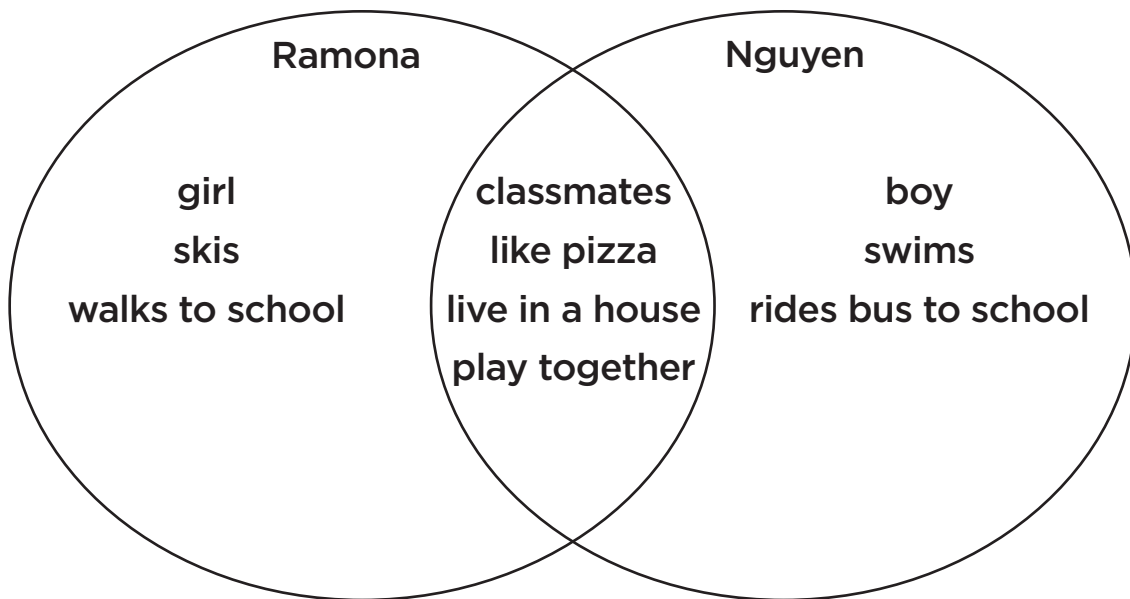 Ramona
Nguyen
girl
skis
walks to school
classmates
like pizza
live in a house
play together
boy
swims
rides bus to school